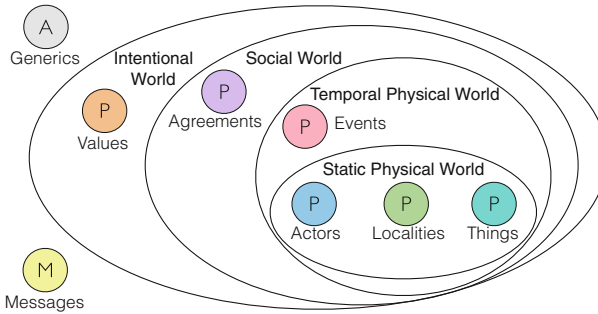 A
Generics
Intentional
World
P
Values
Social World
P
Agreements
Temporal Physical World
P
Events
Static Physical World
P
Actors
P
Localities
P
Things
M
Messages